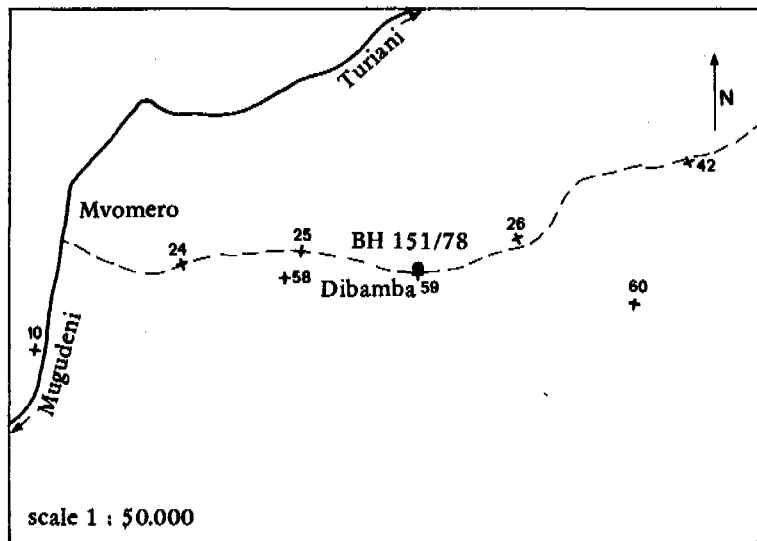 Turiani
N
42
Mvomero
25
BH 151/78
26
24
58
Dibamba
59
60
10
Mugudeni
scale 1 : 50.000